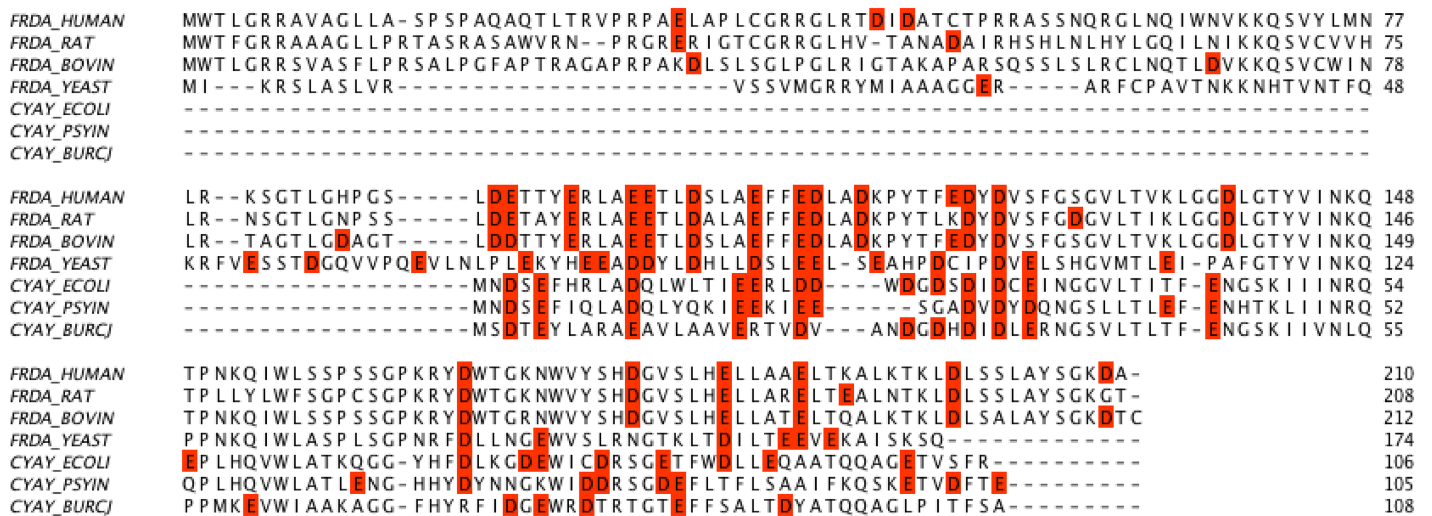 FRDA_HUMAN MWTLGRRAVAGLLA-SPSPAQAQTLTRVPRPAELAPLCGRRGLRTDIDATCTPRRASSNQRGLNQIWNVKKQSVYLMN 77
FRDA_RAT MWTFGRRAAAGLLPRTASRASAWVRN--PRGRERIGTCGRRGLHV-TANADAIRHSHLNLHYLGQILNIKKQSVCVVH 75
FRDA_BOVIN MWTLGRRSVASFLPRSALPGFAPTRAGAPRPAKDLSLSGLPGLRIGTAKAPARSQSSLSLRCLNQTLDVKKQSVCWIN 78
FRDA_YEAST MI---KRSLASLVR----------------------VSSVMGRRYMIAAAGGER-----ARFCPAVTNKKNHTVNTFQ 48
CYAY_ECOLI ------------------------------------------------------------------------------
CYAY_PSYIN ------------------------------------------------------------------------------
CYAY_BURCJ ------------------------------------------------------------------------------
FRDA_HUMAN LR--KSGTLGHPGS-----LDETTYERLAEETLDSLAEFFEDLADKPYTFEDYDVSFGSGVLTVKLGGDLGTYVINKQ 148
FRDA_RAT LR--NSGTLGNPSS-----LDETAYERLAEETLDALAEFFEDLADKPYTLKDYDVSFGDGVLTIKLGGDLGTYVINKQ 146
FRDA_BOVIN LR--TAGTLGDAGT-----LDDTTYERLAEETLDSLAEFFEDLADKPYTFEDYDVSFGSGVLTVKLGGDLGTYVINKQ 149
FRDA_YEAST KRFVESSTDGQVVPQEVLNLPLEKYHEEADDYLDHLLDSLEEL-SEAHPDCIPDVELSHGVMTLEI-PAFGTYVINKQ 124
CYAY_ECOLI -------------------MNDSEFHRLADQLWLTIEERLDD----WDGDSDIDCEINGGVLTITF-ENGSKIIINRQ 54
CYAY_PSYIN -------------------MNDSEFIQLADQLYQKIEEKIEE------SGADVDYDQNGSLLTLEF-ENHTKLIINRQ 52
CYAY_BURCJ -------------------MSDTEYLARAEAVLAAVERTVDV---ANDGDHDIDLERNGSVLTLTF-ENGSKIIVNLQ 55
FRDA_HUMAN TPNKQIWLSSPSSGPKRYDWTGKNWVYSHDGVSLHELLAAELTKALKTKLDLSSLAYSGKDA- 210
FRDA_RAT TPLLYLWFSGPCSGPKRYDWTGKNWVYSHDGVSLHELLARELTEALNTKLDLSSLAYSGKGT- 208
FRDA_BOVIN TPNKQIWLSSPSSGPKRYDWTGRNWVYSHDGVSLHELLATELTQALKTKLDLSALAYSGKDTC 212
FRDA_YEAST PPNKQIWLASPLSGPNRFDLLNGEWVSLRNGTKLTDILTEEVEKAISKSQ------------- 174
CYAY_ECOLI EPLHQVWLATKQGG-YHFDLKGDEWICDRSGETFWDLLEQAATQQAGETVSFR---------- 106
CYAY_PSYIN QPLHQVWLATLENG-HHYDYNNGKWIDDRSGDEFLTFLSAAIFKQSKETVDFTE--------- 105
CYAY_BURCJ PPMKEVWIAAKAGG-FHYRFIDGEWRDTRTGTEFFSALTDYATQQAGLPITFSA--------- 108